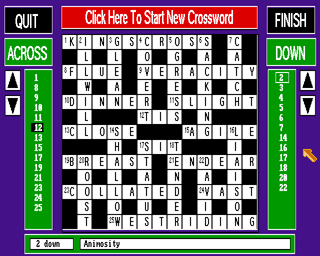 QUIT
Click Here To Start New Crossword
FINISH
ACROSS
DOWN
1
8
9
10
11
12
13
15
17
19
21
23
24
25
KINGSCROSS C
L L O G A A
FLUE VERACITY
DINNER SLIGHT
L TIS N
CLOSE AGILE
H SIT I
BREAST ENDEAR
O L A N A I
COLLATED VAST
S O U E I O
T WESTRIDING
2
3
4
5
6
7
14
16
18
20
22
2 down
Animosity